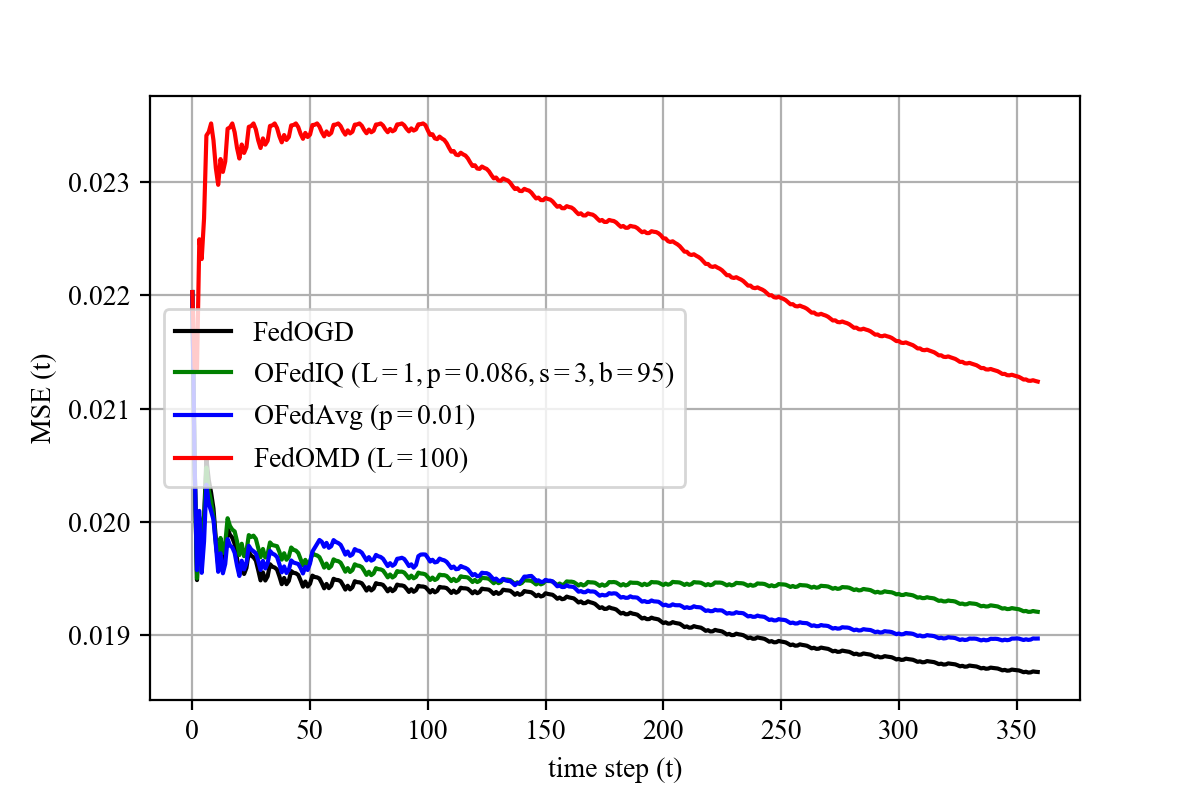 0.023
0.022
0.021
0.020
0.019
MSE (t)
FedOGD
OFedIQ (L = 1, p = 0.086, s = 3, b = 95)
OFedAvg (p = 0.01)
FedOMD (L = 100)
0 50 100 150 200 250 300 350
time step (t)